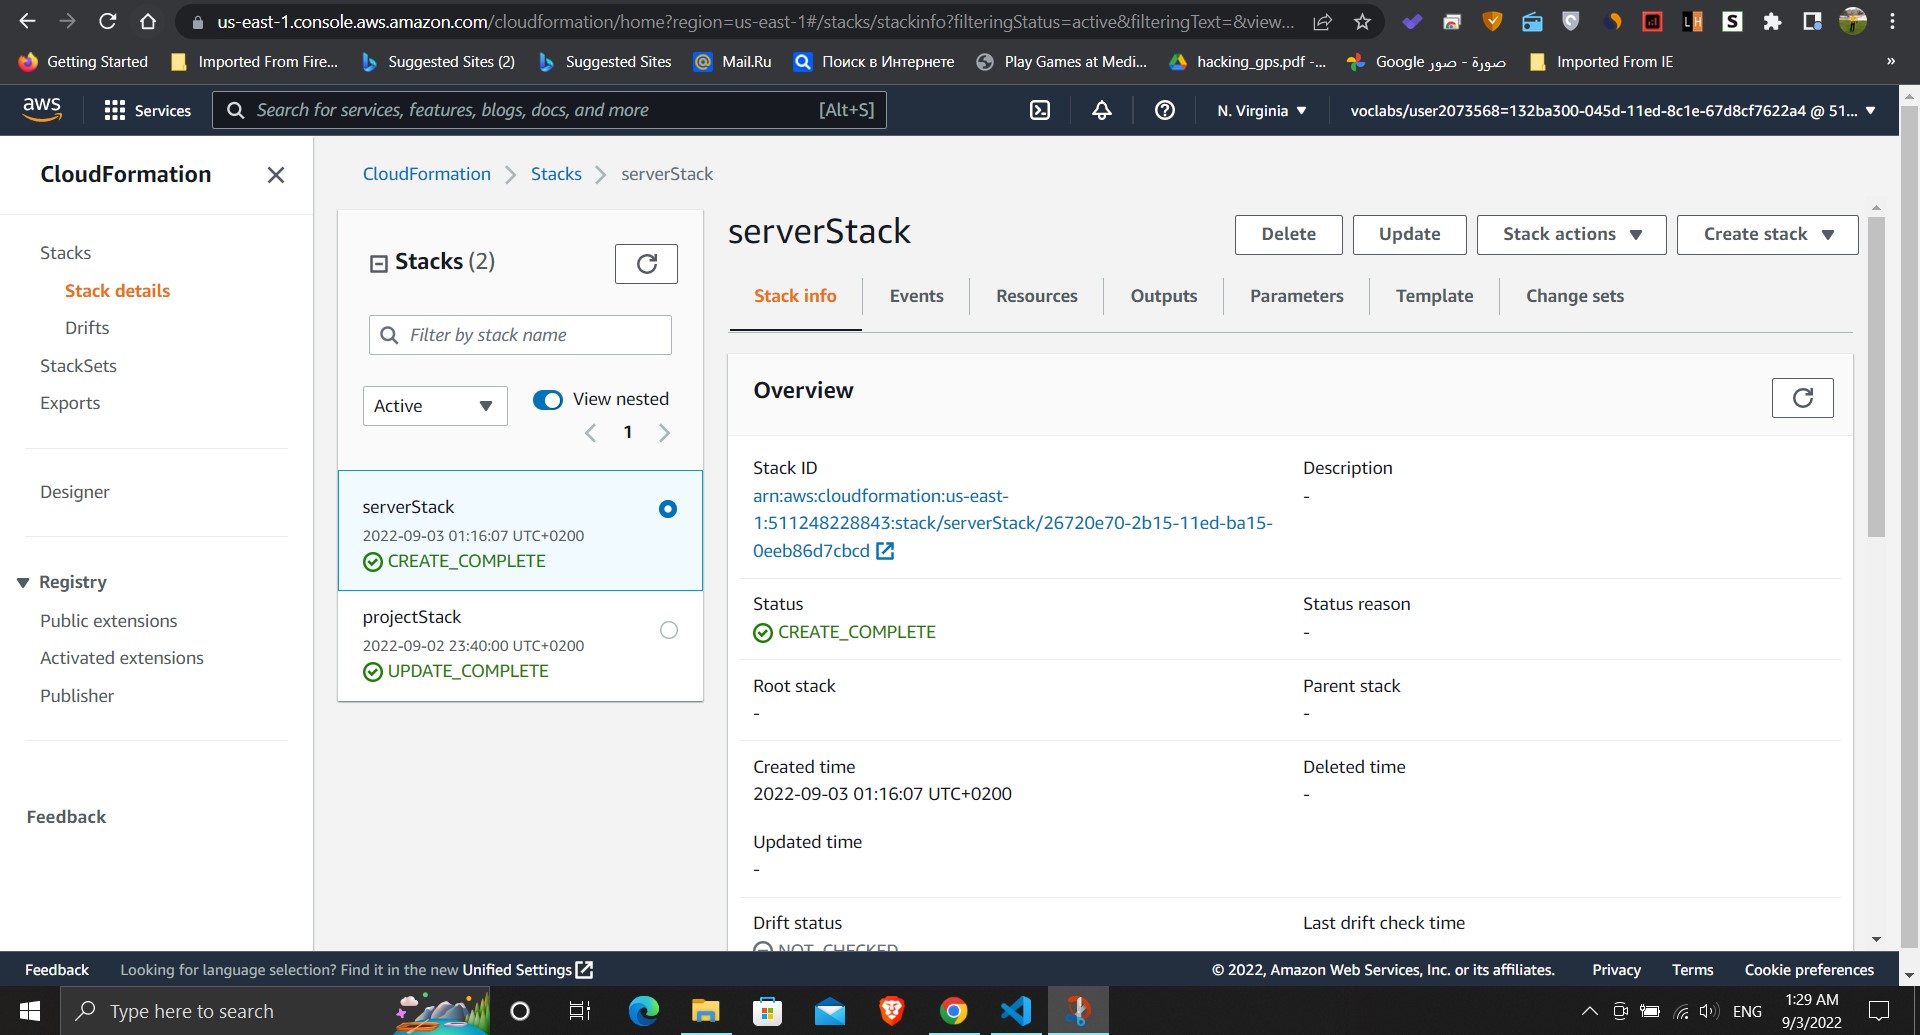 us-east-1.console.aws.amazon.com/cloudformation/home?region=us-east-1#/stacks/stackinfo?filteringStatus=active&filteringText=&view...
Getting Started
Imported From Fire...
Suggested Sites (2)
Suggested Sites
Mail.Ru
Поиск в Интернете
Play Games at Medi...
hacking_gps.pdf -...
صورة - صور Google
Imported From IE
»
aws
Services
Search for services, features, blogs, docs, and more
[Alt+S]
N. Virginia
voclabs/user2073568=132ba300-045d-11ed-8c1e-67d8cf7622a4 @ 51...
CloudFormation
Stacks
Stack details
Drifts
StackSets
Exports
Designer
Registry
Public extensions
Activated extensions
Publisher
Feedback
CloudFormation
Stacks
serverStack
Stacks (2)
Filter by stack name
Active
View nested
1
serverStack
2022-09-03 01:16:07 UTC+0200
CREATE_COMPLETE
projectStack
2022-09-02 23:40:00 UTC+0200
UPDATE_COMPLETE
serverStack
Delete
Update
Stack actions
Create stack
Stack info
Events
Resources
Outputs
Parameters
Template
Change sets
Overview
Stack ID
arn:aws:cloudformation:us-east-
1:511248228843:stack/serverStack/26720e70-2b15-11ed-ba15-
0eeb86d7cbcd
Description
-
Status
CREATE_COMPLETE
Status reason
-
Root stack
-
Parent stack
-
Created time
2022-09-03 01:16:07 UTC+0200
Deleted time
-
Updated time
-
Drift status
NOT_CHECKED
Last drift check time
Feedback
Looking for language selection? Find it in the new Unified Settings
© 2022, Amazon Web Services, Inc. or its affiliates.
Privacy
Terms
Cookie preferences
Type here to search
ENG
1:29 AM
9/3/2022